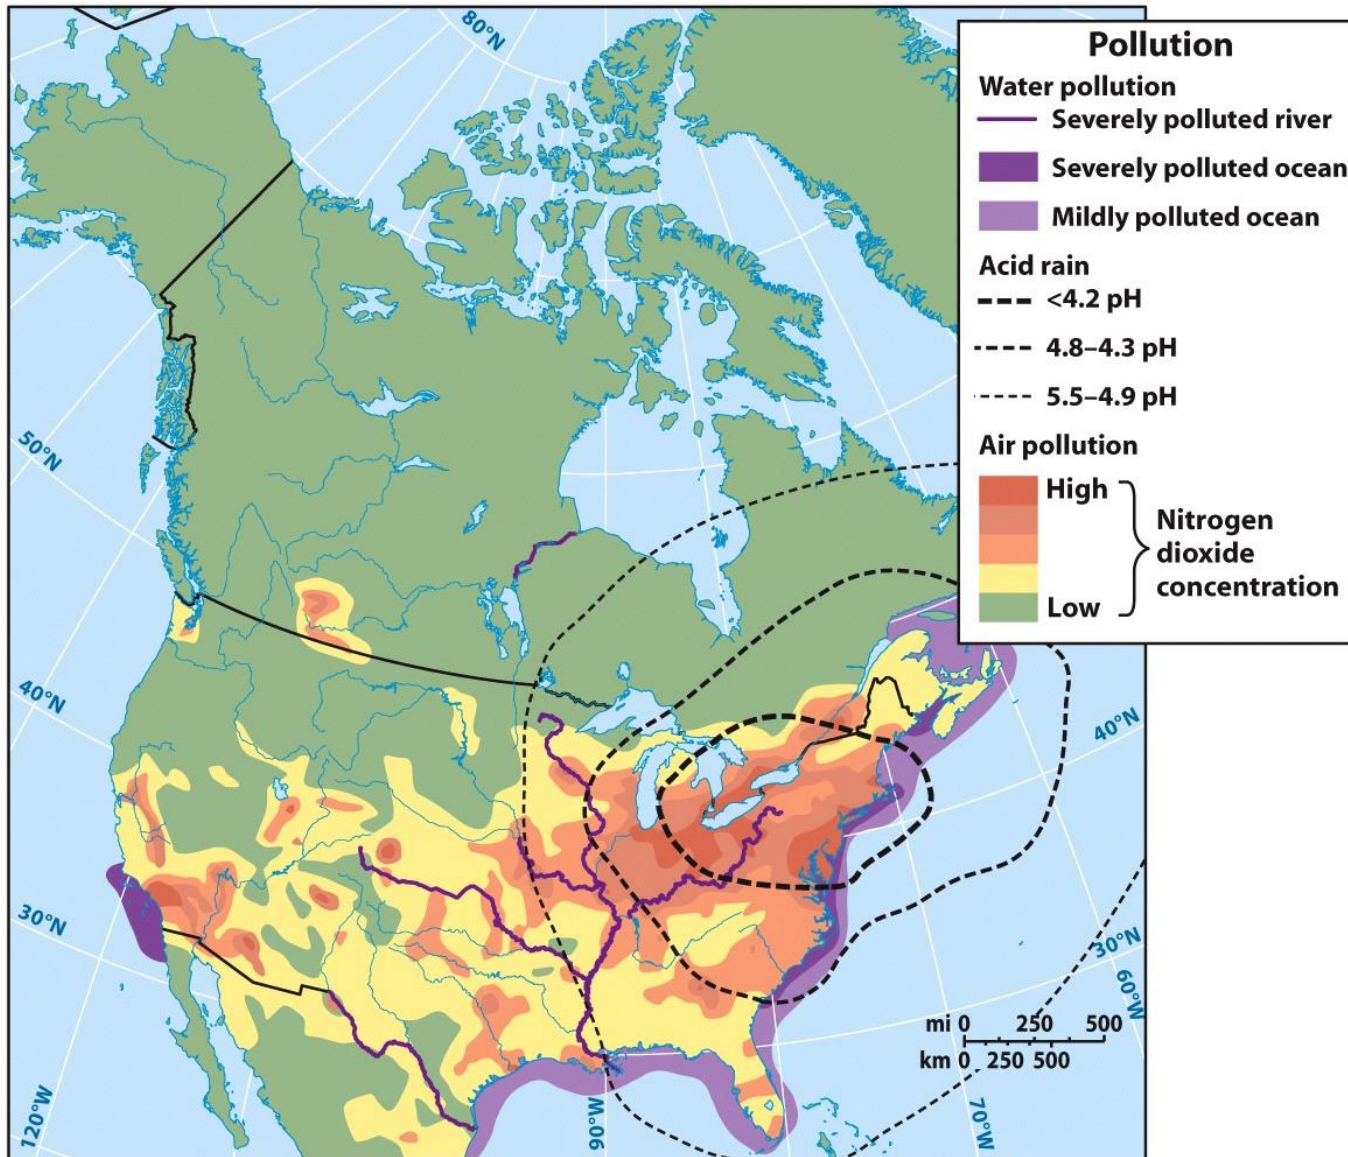 Pollution
Water pollution
Severely polluted river
Severely polluted ocean
Mildly polluted ocean
Acid rain
<4.2 pH
4.8–4.3 pH
5.5–4.9 pH
Air pollution
High
Low
Nitrogen
dioxide
concentration
80°N
50°N
40°N
30°N
120°W
90°W
70°W
60°W
40°N
30°N
mi 0 250 500
km 0 250 500